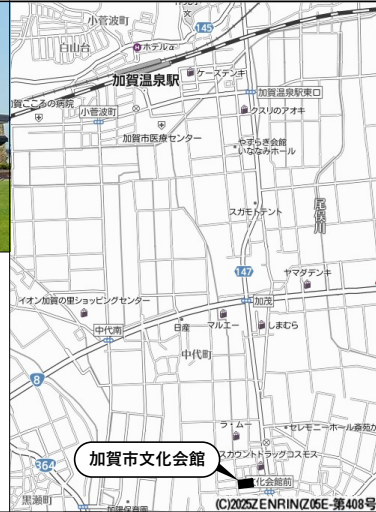 小菅波町
145
白山台
ホテルα
ケーズデンキ
加賀温泉駅
加賀温泉駅東口
賀こころの病院
小菅波町
クスリのアオキ
加賀市医療センター
やすらぎ会館
いななみホール
スガモトテント
尾俣川
147
ヤマダデンキ
イオン加賀の里ショッピングセンター
加茂
日産
マルエー
しまむら
中代南
中代町
8
ラ・ムー
セレモニーホール
364
加賀市文化会館
スカウントドラッグコスモス
化会館前
黒瀬町
(C)2025ZENRIN(Z05E-第408号